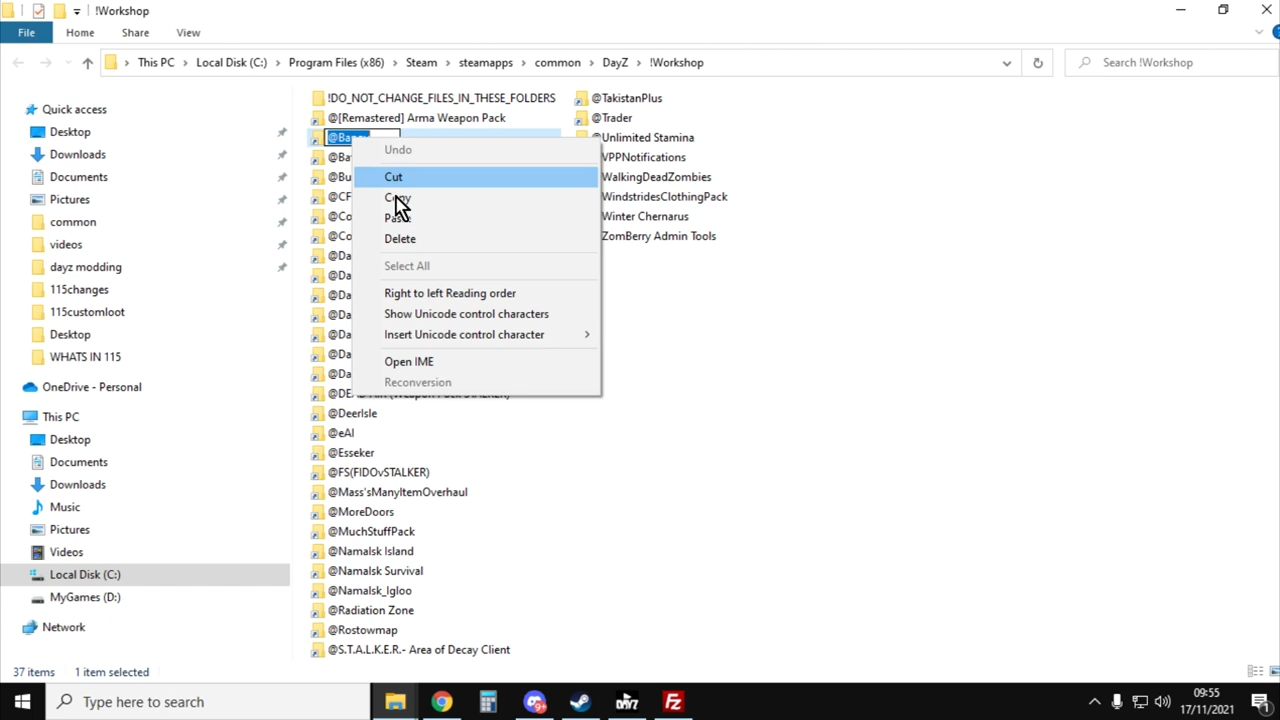 !Workshop
File Home Share View
This PC Local Disk (C:) Program Files (x86) Steam steamapps common DayZ !Workshop
Search !Workshop
Quick access
Desktop
Downloads
Documents
Pictures
common
videos
dayz modding
115changes
115customloot
Desktop
WHATS IN 115
OneDrive - Personal
This PC
Desktop
Documents
Downloads
Music
Pictures
Videos
Local Disk (C:)
MyGames (D:)
Network
!DO_NOT_CHANGE_FILES_IN_THESE_FOLDERS
@[Remastered] Arma Weapon Pack
@DeerIsle
@eAI
@Esseker
@FS(FIDOvSTALKER)
@Mass'sManyItemOverhaul
@MoreDoors
@MuchStuffPack
@Namalsk Island
@Namalsk Survival
@Namalsk_Igloo
@Radiation Zone
@Rostowmap
@S.T.A.L.K.E.R.- Area of Decay Client
@TakistanPlus
@Trader
@Unlimited Stamina
VPPNotifications
WalkingDeadZombies
WindstridesClothingPack
Winter Chernarus
ZomBerry Admin Tools
Undo
Cut
Copy
Paste
Delete
Select All
Right to left Reading order
Show Unicode control characters
Insert Unicode control character
Open IME
Reconversion
37 items 1 item selected
Type here to search
09:55
17/11/2021